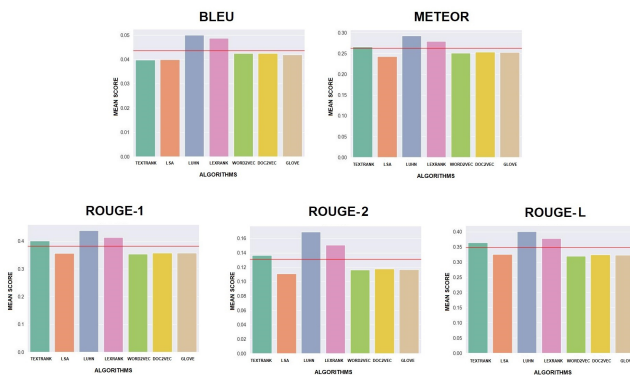 BLEU
MEAN SCORE
0.05
0.04
0.03
0.02
0.01
0.00
TEXTRANK LSA LUHN LEXRANK WORD2VEC DOC2VEC GLOVE
ALGORITHMS
METEOR
MEAN SCORE
0.30
0.25
0.20
0.15
0.10
0.05
0.00
TEXTRANK LSA LUHN LEXRANK WORD2VEC DOC2VEC GLOVE
ALGORITHMS
ROUGE-1
MEAN SCORE
0.4
0.3
0.2
0.1
0.0
TEXTRANK LSA LUHN LEXRANK WORD2VEC DOC2VEC GLOVE
ALGORITHMS
ROUGE-2
MEAN SCORE
0.16
0.14
0.12
0.10
0.08
0.06
0.04
0.02
0.00
TEXTRANK LSA LUHN LEXRANK WORD2VEC DOC2VEC GLOVE
ALGORITHMS
ROUGE-L
MEAN SCORE
0.40
0.35
0.30
0.25
0.20
0.15
0.10
0.05
0.00
TEXTRANK LSA LUHN LEXRANK WORD2VEC DOC2VEC GLOVE
ALGORITHMS